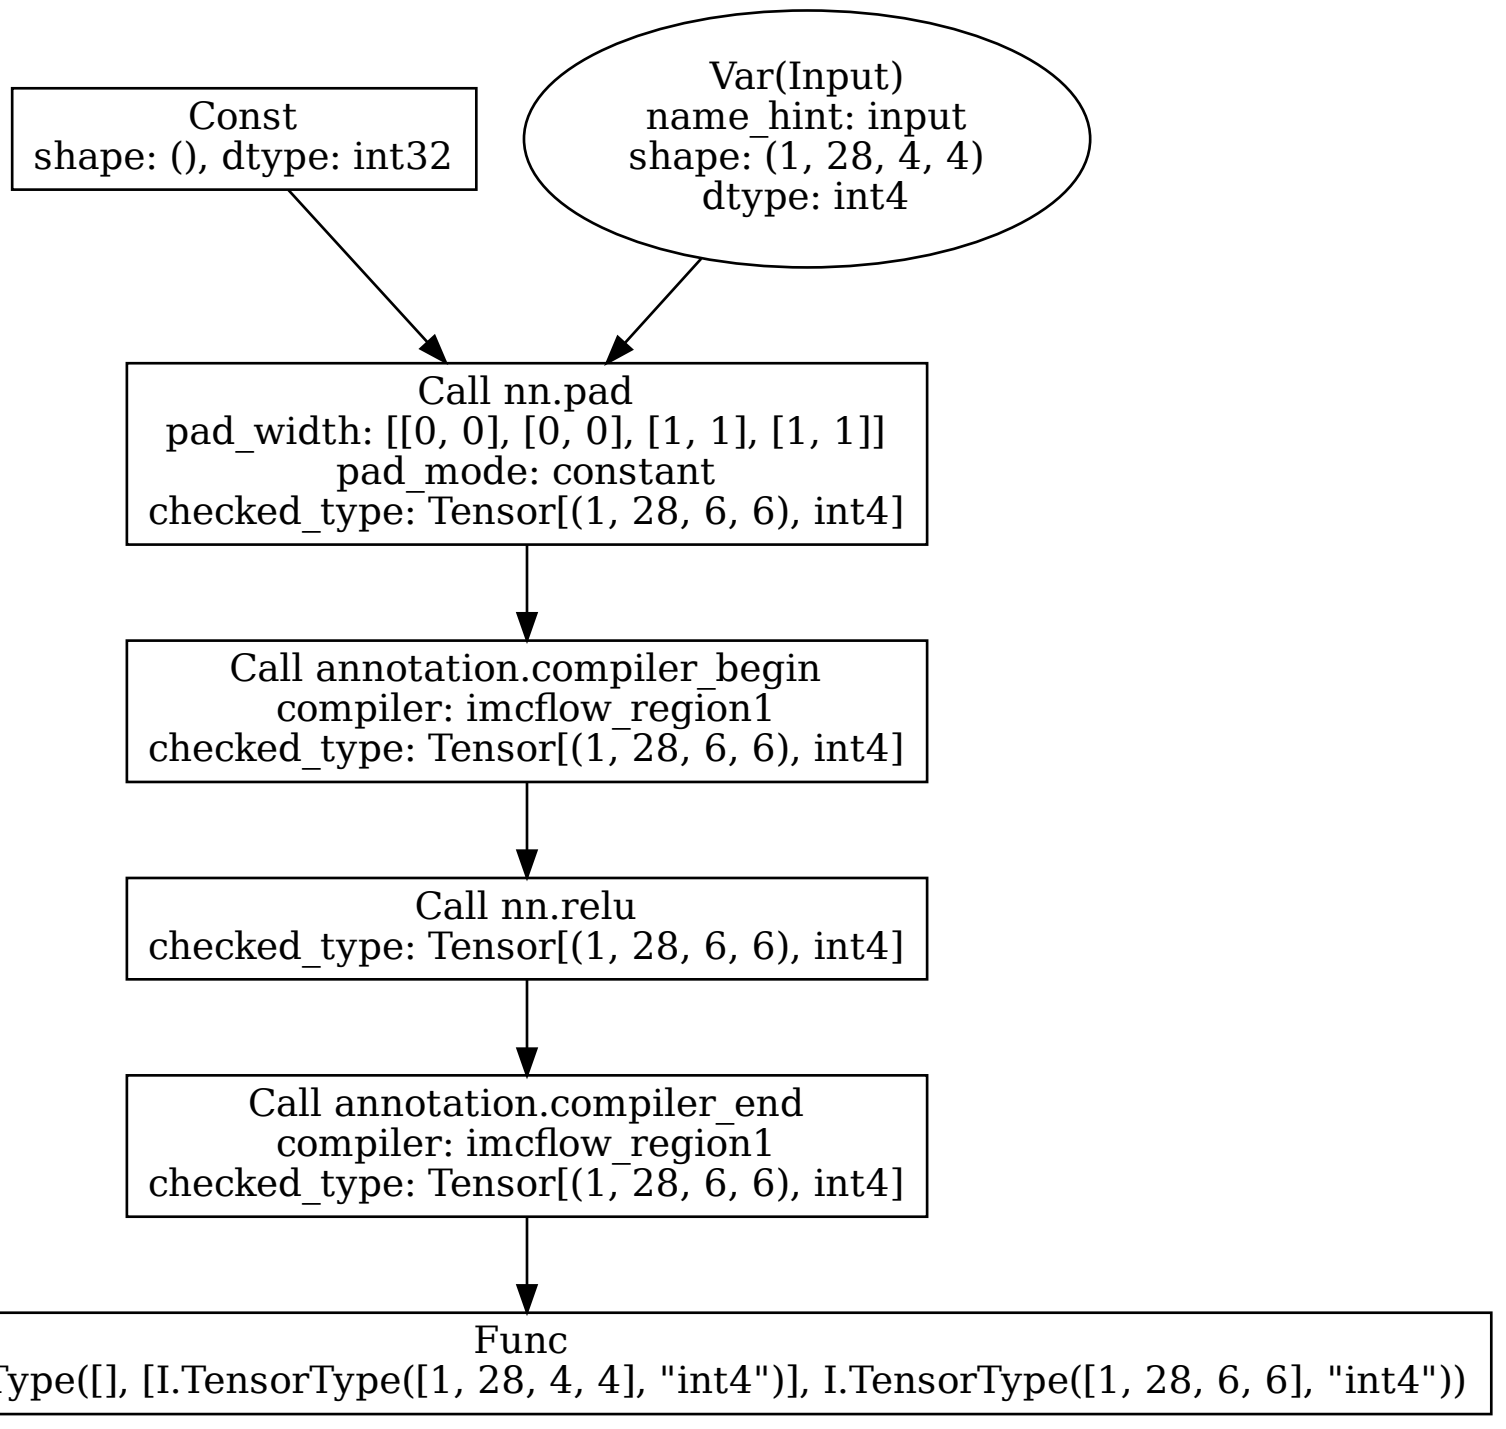 Const
shape: (), dtype: int32
Var(Input)
name_hint: input
shape: (1, 28, 4, 4)
dtype: int4
Call nn.pad
pad_width: [[0, 0], [0, 0], [1, 1], [1, 1]]
pad_mode: constant
checked_type: Tensor[(1, 28, 6, 6), int4]
Call annotation.compiler_begin
compiler: imcflow_region1
checked_type: Tensor[(1, 28, 6, 6), int4]
Call nn.relu
checked_type: Tensor[(1, 28, 6, 6), int4]
Call annotation.compiler_end
compiler: imcflow_region1
checked_type: Tensor[(1, 28, 6, 6), int4]
Func
Type([], [I.TensorType([1, 28, 4, 4], "int4")], I.TensorType([1, 28, 6, 6], "int4"))